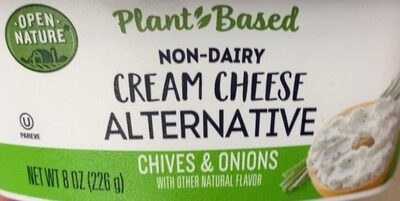 OPEN
NATURE™
Plant Based
NON-DAIRY
CREAM CHEESE
ALTERNATIVE
U
PAREVE
CHIVES & ONIONS
WITH OTHER NATURAL FLAVOR
NET WT 8 OZ (226 g)